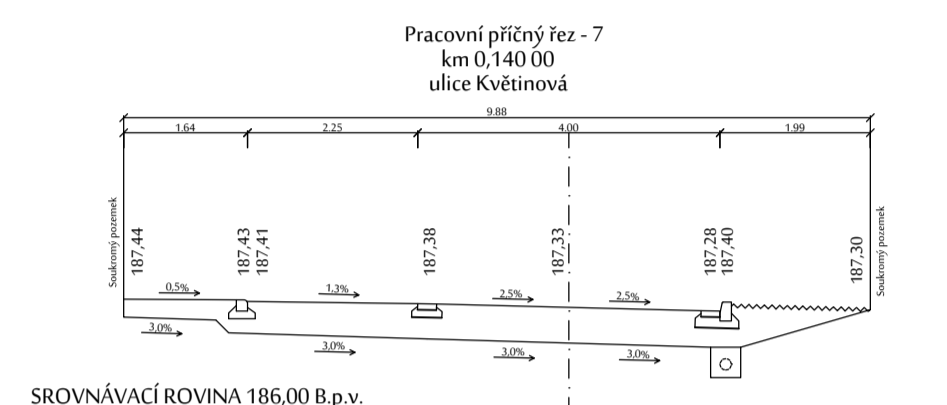 Pracovní příčný řez - 7
km 0,140 00
ulice Květinová
9.88
1.64 2.25 4.00 1.99
Soukromý pozemek
187,44
187,43
187,41
187,38
187,33
187,28
187,40
187,30
Soukromý pozemek
0,5% 1,3% 2,5% 2,5%
3,0% 3,0% 3,0% 3,0%
SROVNÁVACÍ ROVINA 186,00 B.p.v.